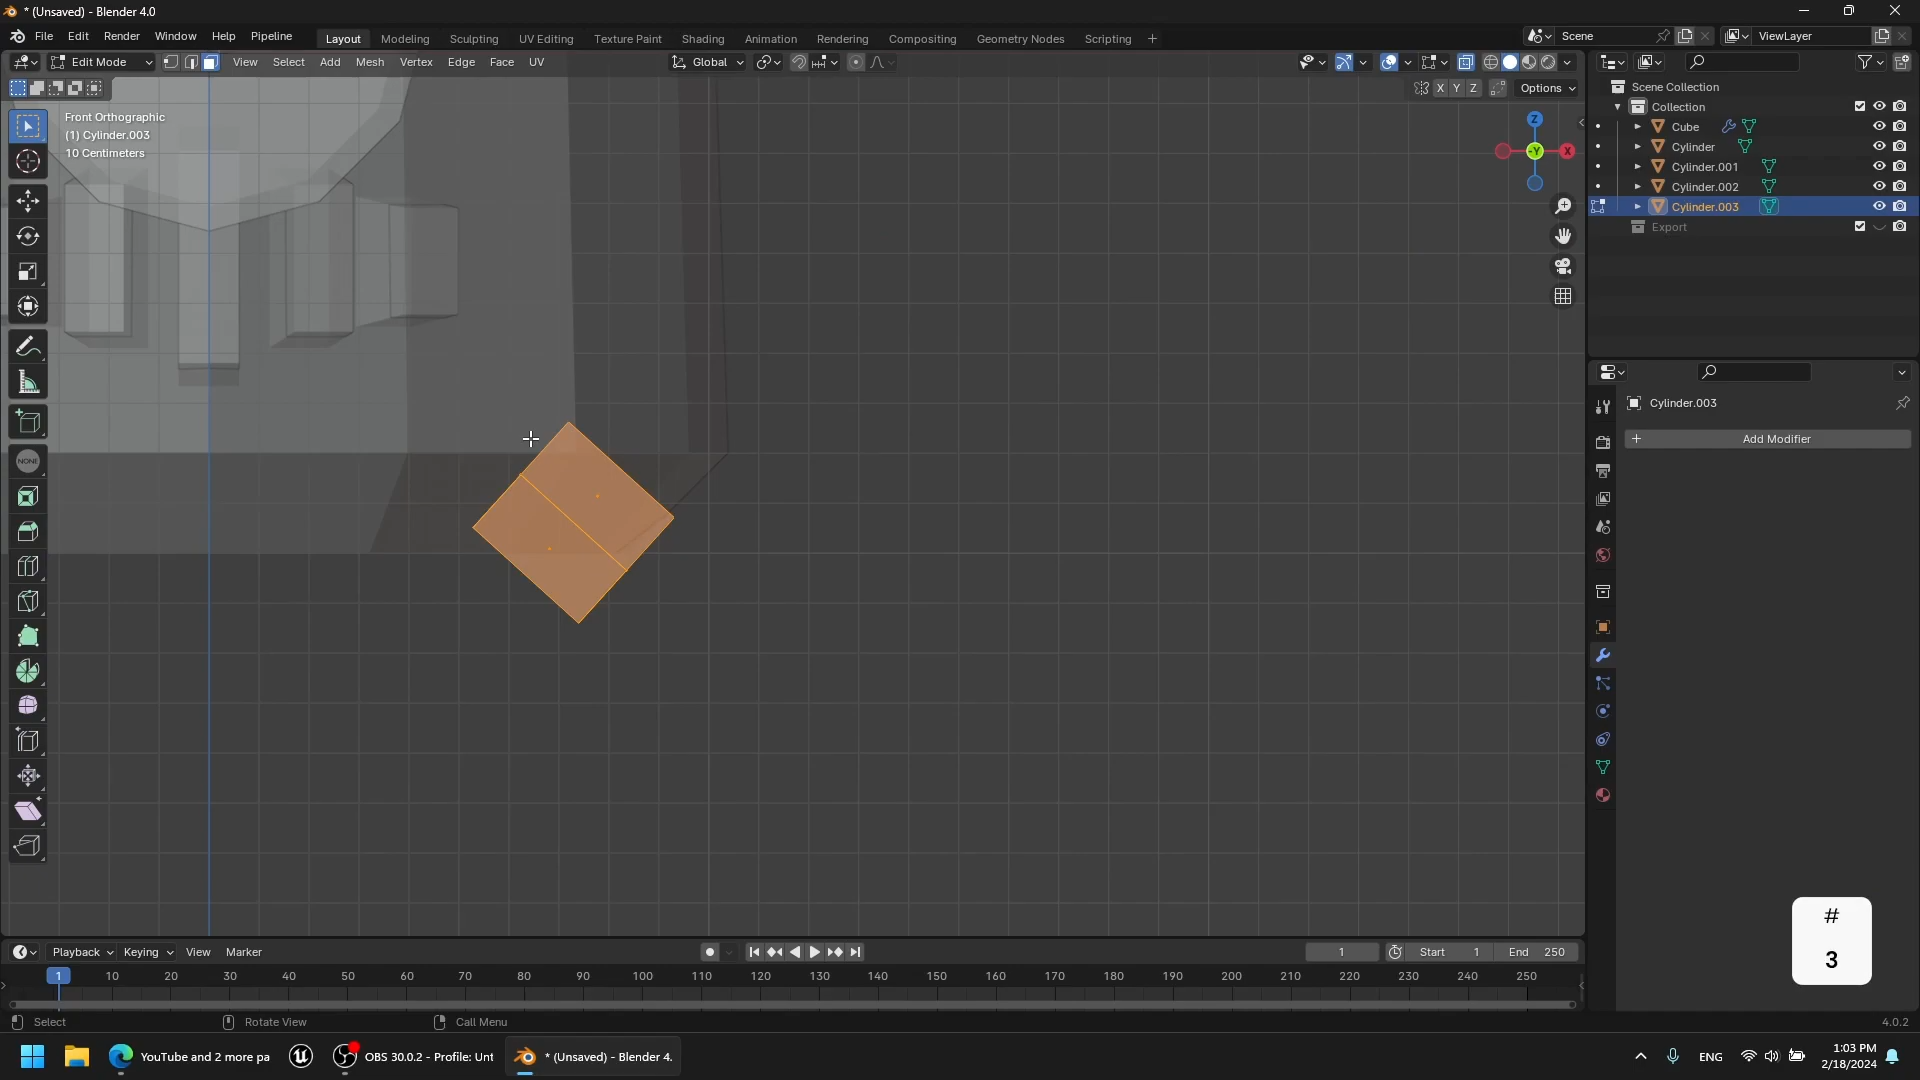 * (Unsaved) - Blender 4.0
File Edit Render Window Help Pipeline Layout Modeling Sculpting UV Editing Texture Paint Shading Animation Rendering Compositing Geometry Nodes Scripting + Scene ViewLayer
Edit Mode View Select Add Mesh Vertex Edge Face UV Global
X Y Z Options
Front Orthographic
(1) Cylinder.003
10 Centimeters
Z
-Y X
NONE
Scene Collection
Collection
Cube
Cylinder
Cylinder.001
Cylinder.002
Cylinder.003
Export
Cylinder.003
+ Add Modifier
#
3
Playback Keying View Marker 1 Start 1 End 250
1 10 20 30 40 50 60 70 80 90 100 110 120 130 140 150 160 170 180 190 200 210 220 230 240 250
Select Rotate View Call Menu 4.0.2
YouTube and 2 more pa OBS 30.0.2 - Profile: Unt * (Unsaved) - Blender 4. ENG 1:03 PM
2/18/2024